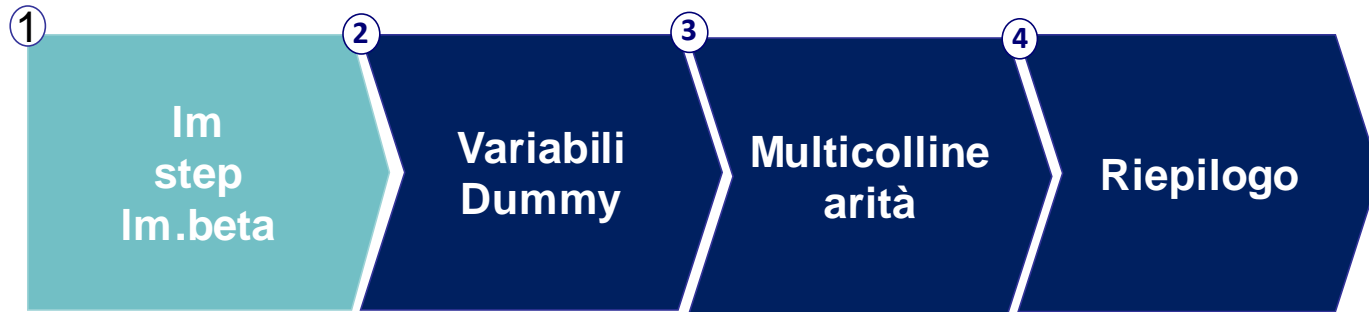 1
lm
step
lm.beta
2
Variabili
Dummy
3
Multicolline
arità
4
Riepilogo